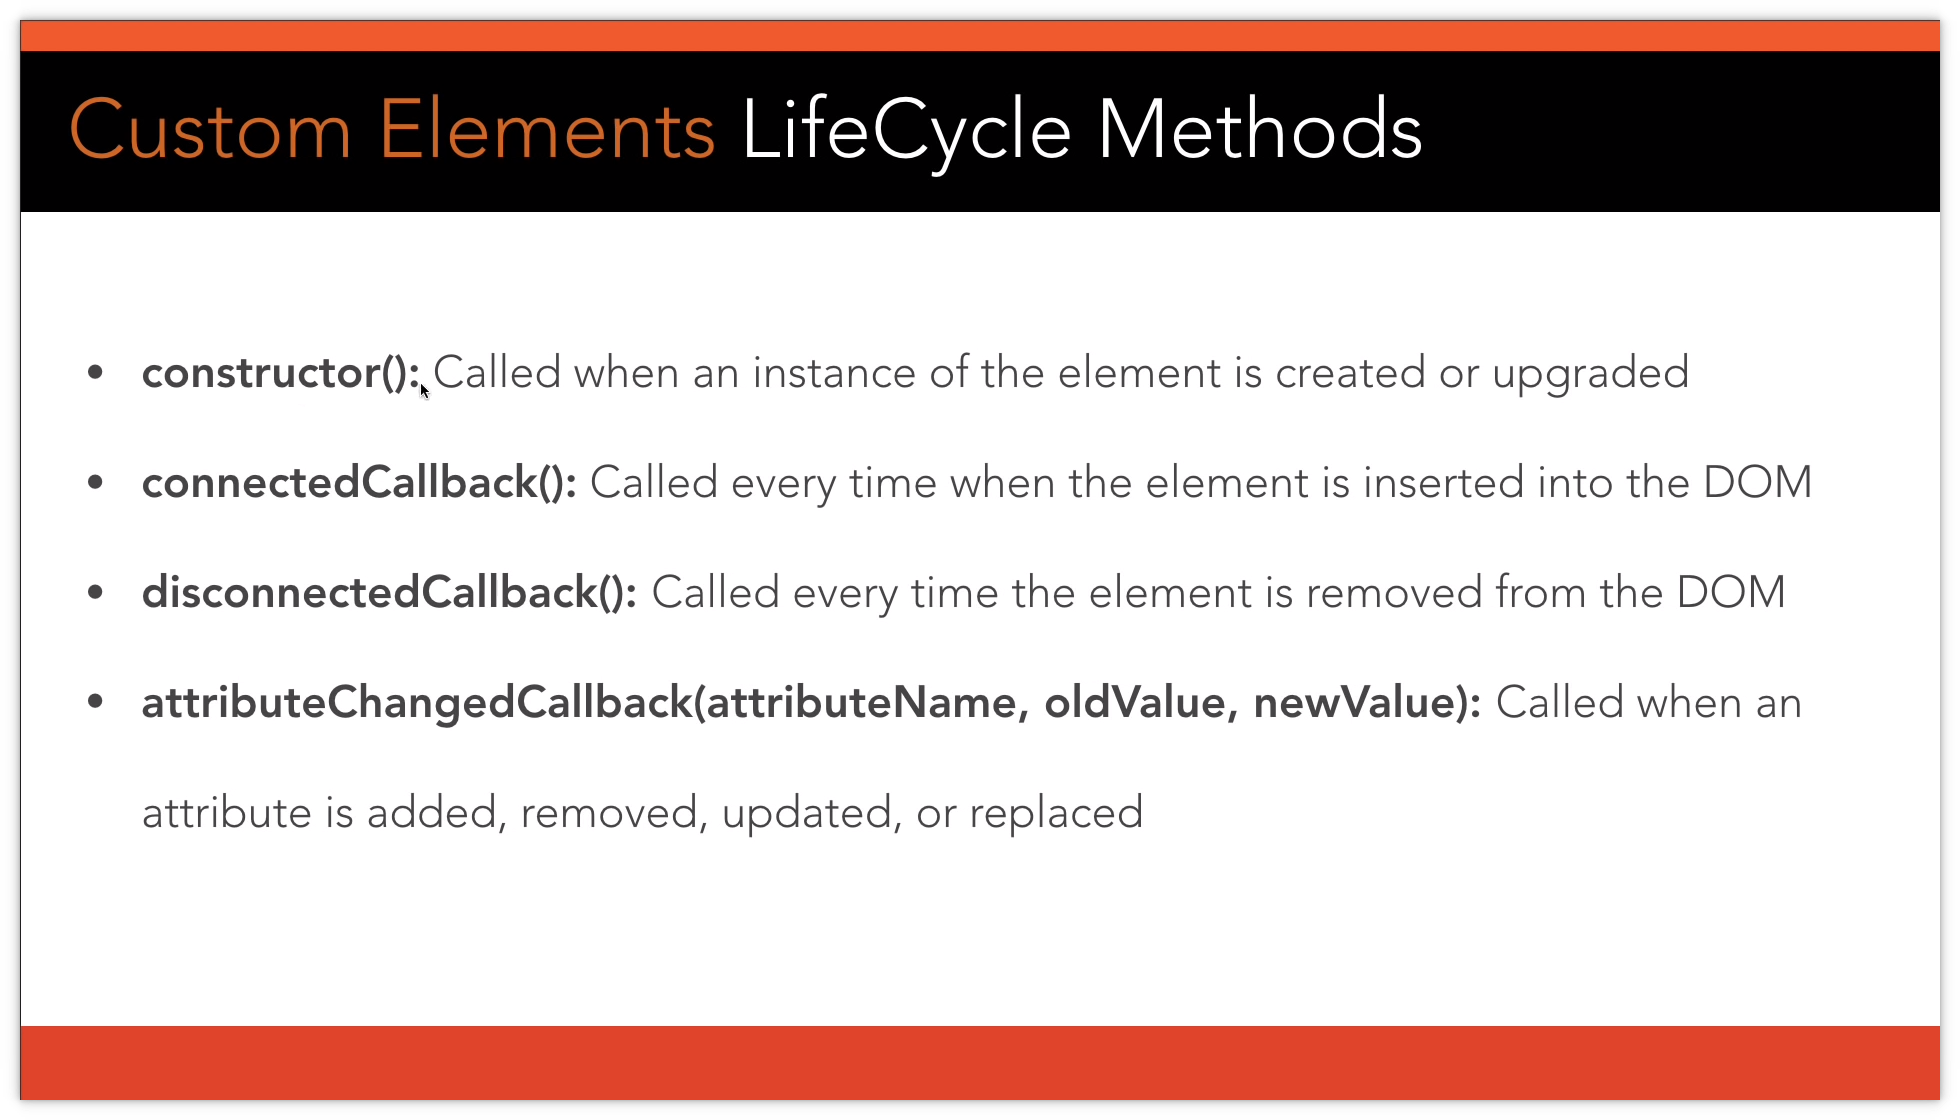 Custom Elements LifeCycle Methods
• constructor(): Called when an instance of the element is created or upgraded
• connectedCallback(): Called every time when the element is inserted into the DOM
• disconnectedCallback(): Called every time the element is removed from the DOM
• attributeChangedCallback(attributeName, oldValue, newValue): Called when an
attribute is added, removed, updated, or replaced